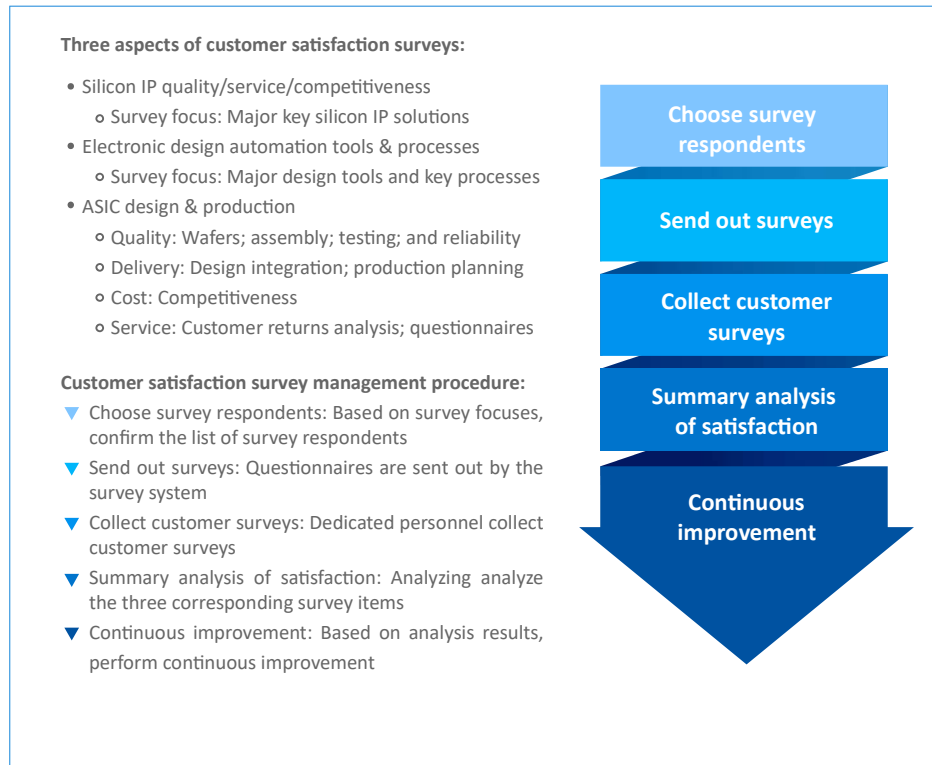 Three aspects of customer satisfaction surveys:
• Silicon IP quality/service/competitiveness
Survey focus: Major key silicon IP solutions
• Electronic design automation tools & processes
Survey focus: Major design tools and key processes
• ASIC design & production
Quality: Wafers; assembly; testing; and reliability
Delivery: Design integration; production planning
Cost: Competitiveness
Service: Customer returns analysis; questionnaires
Customer satisfaction survey management procedure:
Choose survey respondents: Based on survey focuses,
confirm the list of survey respondents
Send out surveys: Questionnaires are sent out by the
survey system
Collect customer surveys: Dedicated personnel collect
customer surveys
Summary analysis of satisfaction: Analyzing analyze
the three corresponding survey items
Continuous improvement: Based on analysis results,
perform continuous improvement
Choose survey
respondents
Send out surveys
Collect customer
surveys
Summary analysis
of satisfaction
Continuous
improvement